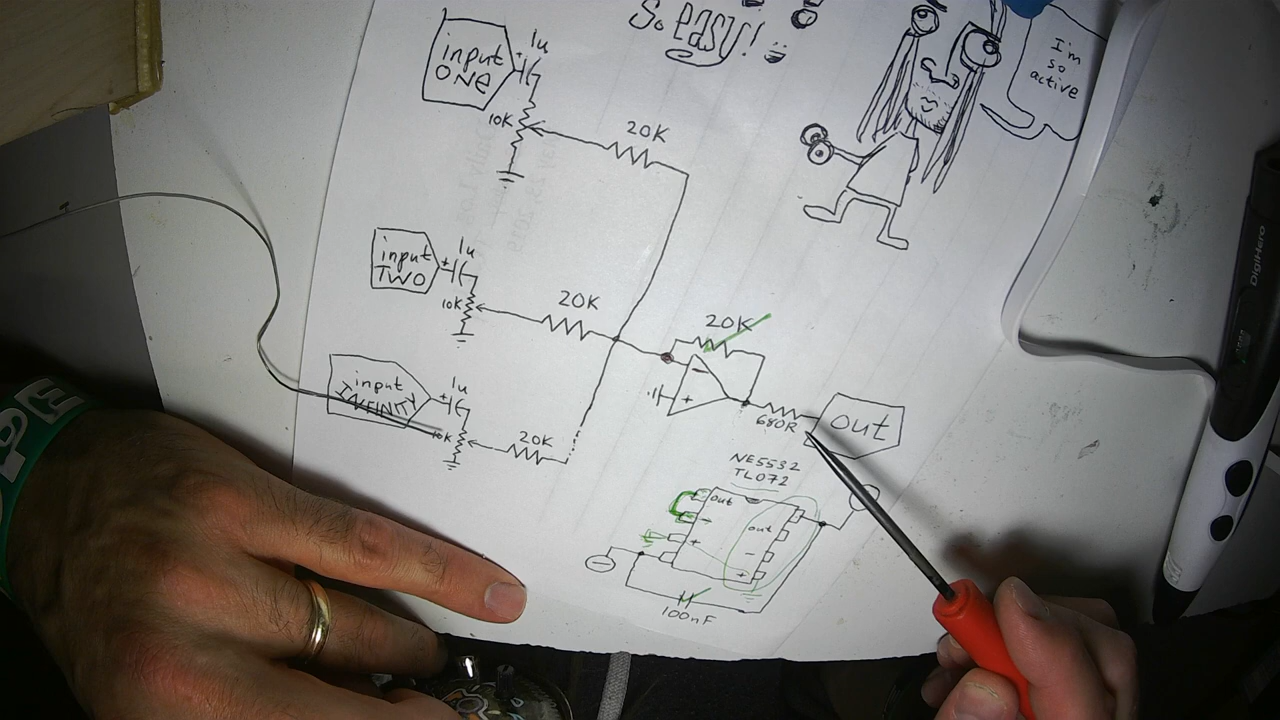 So easy!
I'm
so
active
input
ONE
1u
10K
20K
input
TWO
1u
10K
20K
input
INFINITY
1u
10K
20K
20K
680R
out
NE5532
TL072
out
out
100nF
DigiHero
PE